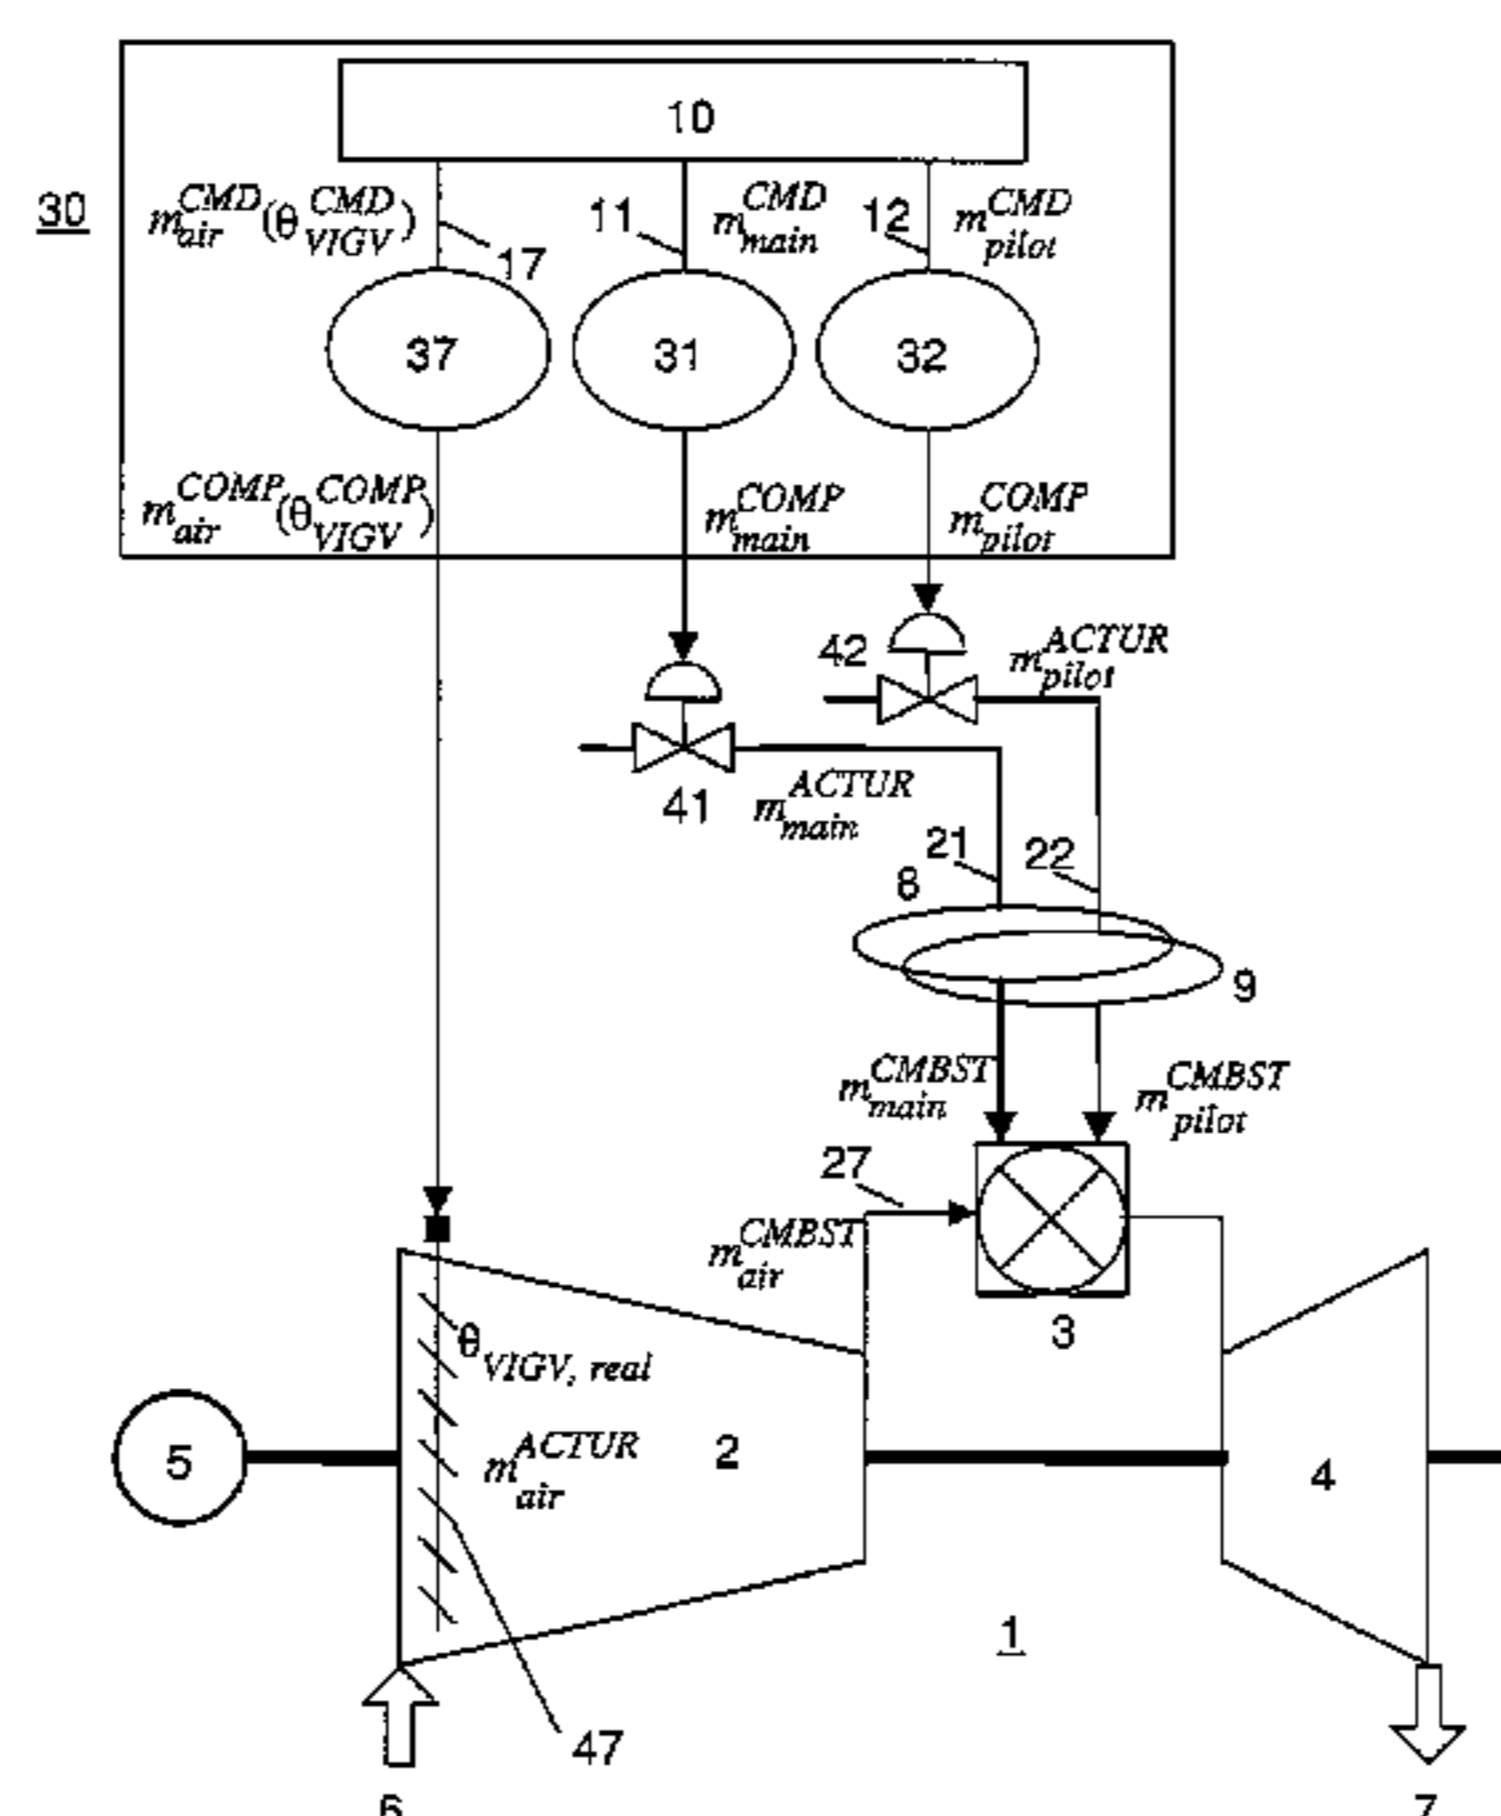 10
30
m_air^CMD(θ_VIGV^CMD)
17
11
m_main^CMD
12
m_pilot^CMD
37
31
32
m_air^COMP(θ_VIGV^COMP)
m_main^COMP
m_pilot^COMP
42
m_pilot^ACTUR
41
m_main^ACTUR
21
22
8
9
m_main^CMBST
m_pilot^CMBST
27
m_air^CMBST
3
θ_VIGV, real
5
m_air^ACTUR
2
4
1
47
6
7